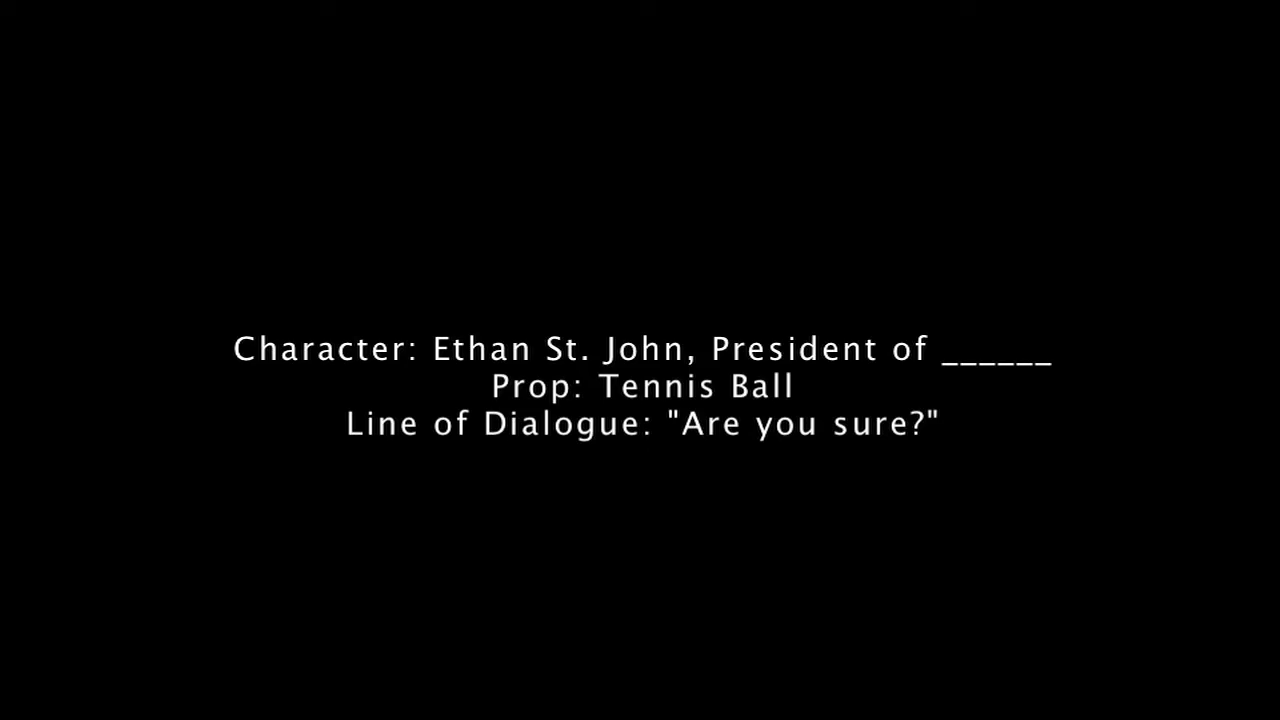 Character: Ethan St. John, President of ______
Prop: Tennis Ball
Line of Dialogue: "Are you sure?"